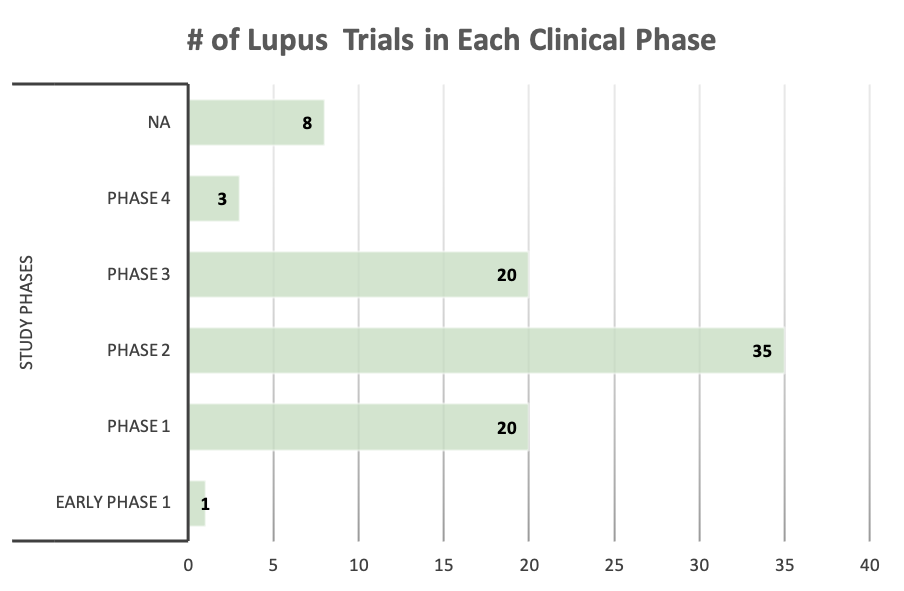 # of Lupus  Trials in Each Clinical Phase
STUDY PHASES
NA
8
PHASE 4
3
PHASE 3
20
PHASE 2
35
PHASE 1
20
EARLY PHASE 1
1
0 5 10 15 20 25 30 35 40